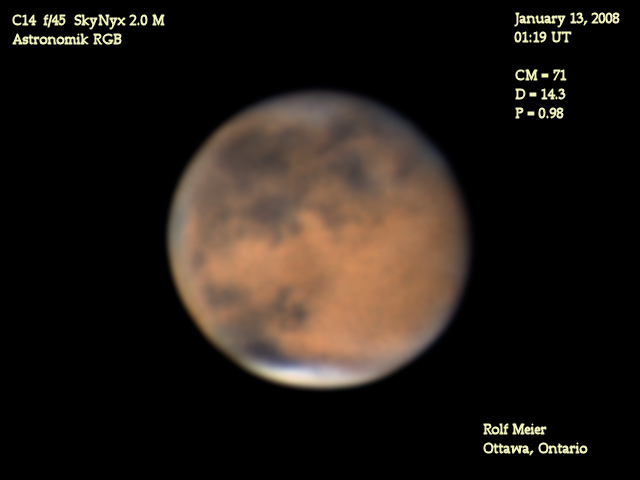 C14 f/45 SkyNyx 2.0 M
Astronomik RGB
January 13, 2008
01:19 UT
CM = 71
D = 14.3
P = 0.98
Rolf Meier
Ottawa, Ontario